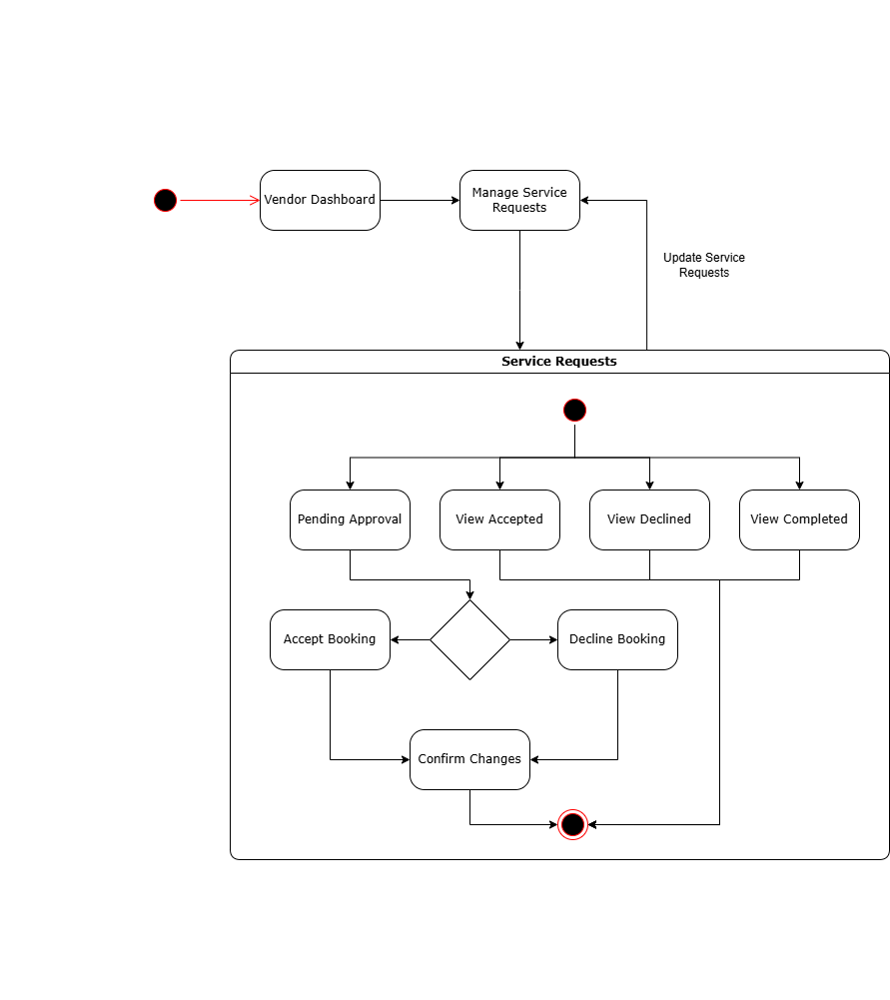 Vendor Dashboard
Manage Service
Requests
Update Service
Requests
Service Requests
Pending Approval
View Accepted
View Declined
View Completed
Accept Booking
Decline Booking
Confirm Changes